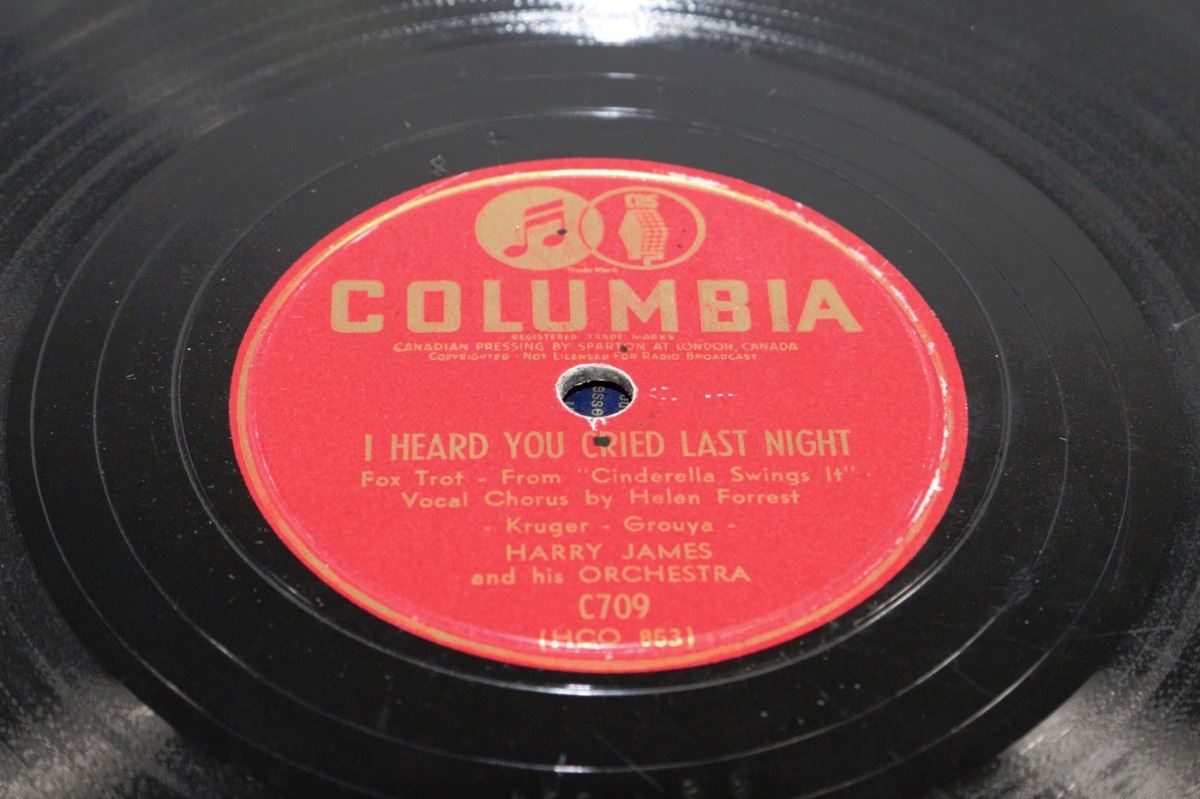 CBS
Trade Mark
COLUMBIA
REGISTERED TRADE MARKS
CANADIAN PRESSING BY SPARTON AT LONDON, CANADA
COPYRIGHTED - NOT LICENSED FOR RADIO BROADCAST
I HEARD YOU CRIED LAST NIGHT
Fox Trot - From "Cinderella Swings It"
Vocal Chorus by Helen Forrest
- Kruger - Grouya -
HARRY JAMES
and his ORCHESTRA
C709
(HCO 853)